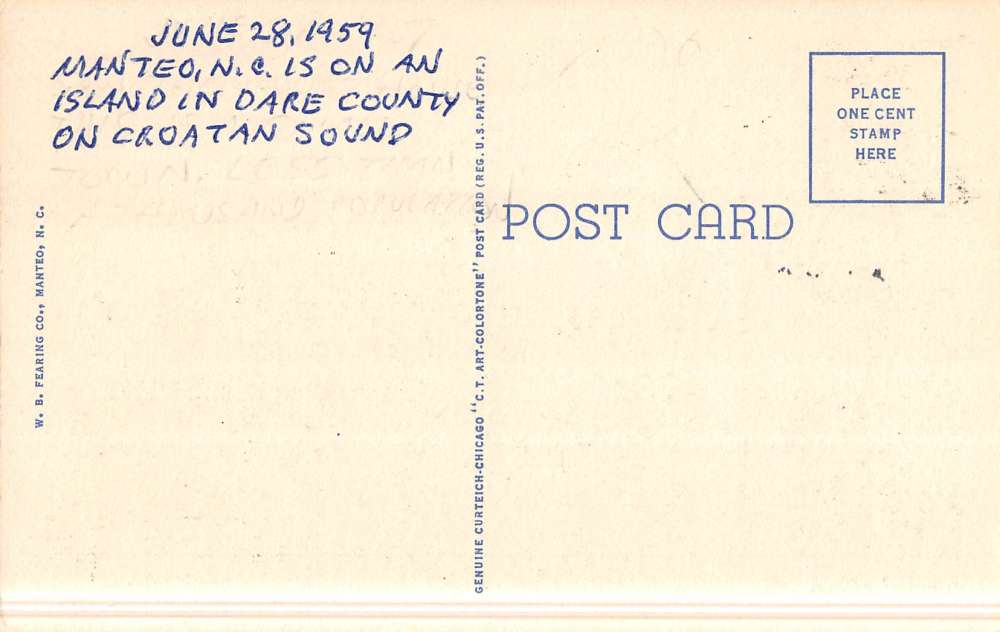 JUNE 28, 1959
MANTEO, N.C. IS ON AN
ISLAND IN DARE COUNTY
ON CROATAN SOUND
W. B. FEARING CO., MANTEO, N. C.
GENUINE CURTEICH-CHICAGO "C.T. ART-COLORTONE" POST CARD (REG. U.S. PAT. OFF.)
POST CARD
PLACE
ONE CENT
STAMP
HERE